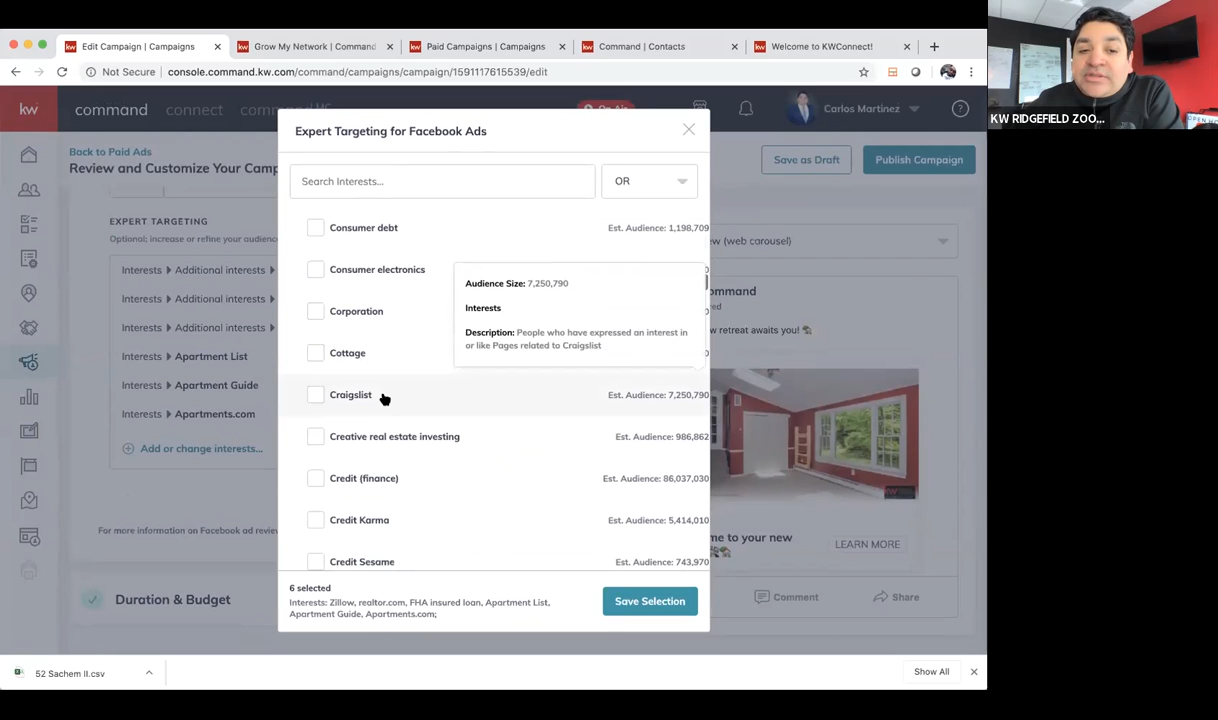 Edit Campaign | Campaigns
Grow My Network | Command
Paid Campaigns | Campaigns
Command | Contacts
Welcome to KWConnect!
Not Secure | console.command.kw.com/command/campaigns/campaign/1591117615539/edit
KW RIDGEFIELD ZOO...
kw
command
connect
On Air
Carlos Martinez
Back to Paid Ads
Review and Customize Your Camp
Save as Draft
Publish Campaign
EXPERT TARGETING
Optional; increase or refine your audience
Interests
Additional interests
Interests
Additional interests
Interests
Additional interests
Interests
Apartment List
Interests
Apartment Guide
Interests
Apartments.com
Add or change interests...
For more information on Facebook ad revie
Duration & Budget
Expert Targeting for Facebook Ads
Search Interests...
OR
Consumer debt
Est. Audience: 1,198,709
Consumer electronics
Corporation
Cottage
Audience Size: 7,250,790
Interests
Description: People who have expressed an interest in
or like Pages related to Craigslist
Craigslist
Est. Audience: 7,250,790
Creative real estate investing
Est. Audience: 986,862
Credit (finance)
Est. Audience: 86,037,030
Credit Karma
Est. Audience: 5,414,010
Credit Sesame
Est. Audience: 743,970
6 selected
Interests: Zillow, realtor.com, FHA insured loan, Apartment List,
Apartment Guide, Apartments.com;
Save Selection
(web carousel)
retreat awaits you!
me to your new
LEARN MORE
Comment
Share
52 Sachem II.csv
Show All